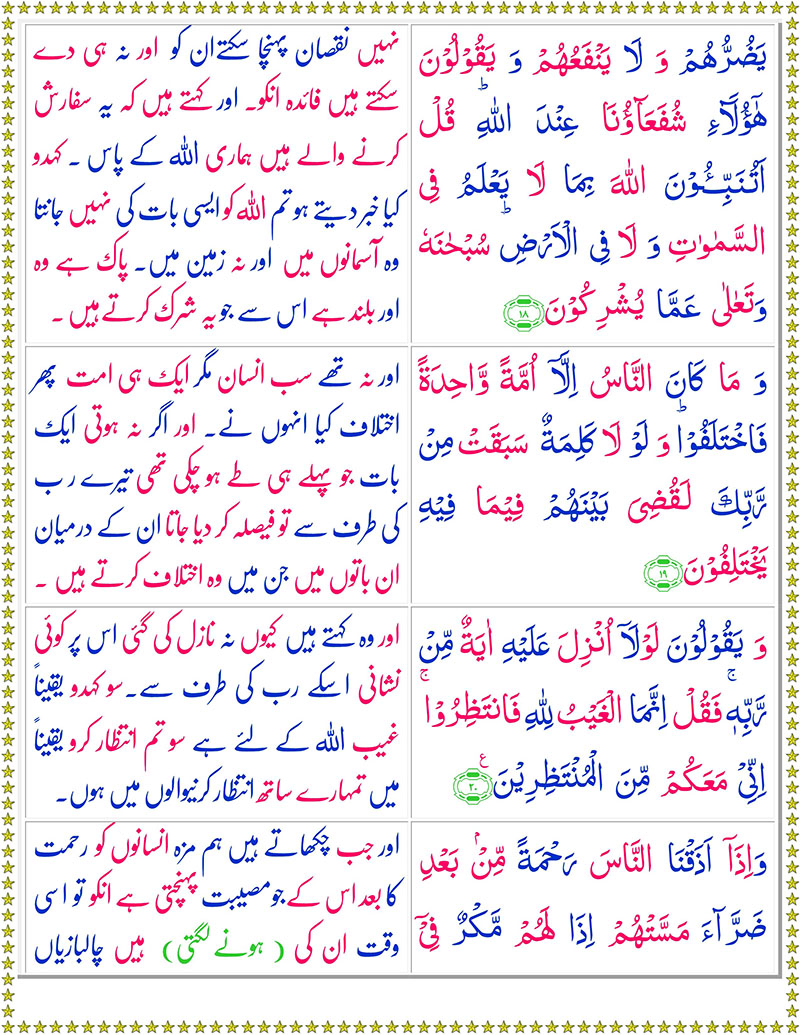 يَضُرُّهُمْ وَ لَا يَنْفَعُهُمْ وَ يَقُوْلُوْنَ
هٰۤؤُلَآءِ شُفَعَآؤُنَا عِنْدَ اللّٰهِؕ قُلْ
اَتُنَبِّـُٔوْنَ اللّٰهَ بِمَا لَا يَعْلَمُ فِى
السَّمٰوٰتِ وَ لَا فِى الْاَرْضِؕ سُبْحٰنَهٗ
وَتَعٰلٰى عَمَّا يُشْرِكُوْنَ ۱۸
نہیں نقصان پہنچا سکتےان کو اور نہ ہی دے
سکتے ہیں فائدہ انکو۔ اور کہتے ہیں کہ یہ سفارش
کرنے والے ہیں ہماری اللہ کے پاس ۔ کہدو
کیا خبر دیتے ہو تم اللہ کو ایسی بات کی نہیں جانتا
وہ آسمانوں میں اور نہ زمین میں۔ پاک ہے وہ
اور بلند ہے اس سے جو یہ شرک کرتے ہیں ۔
وَ مَا كَانَ النَّاسُ اِلَّاۤ اُمَّةً وَّاحِدَةً
فَاخْتَلَفُوْاؕ وَ لَوْ لَا كَلِمَةٌ سَبَقَتْ مِنْ
رَّبِّكَ لَقُضِىَ بَيْنَهُمْ فِيْمَا فِيْهِ
يَخْتَلِفُوْنَ ۱۹
اور نہ تھے سب انسان مگر ایک ہی امت پھر
اختلاف کیا انہوں نے۔ اور اگر نہ ہوتی ایک
بات جو پہلے ہی طے ہو چکی تھی تیرے رب
کی طرف سے تو فیصلہ کر دیا جاتا ان کے درمیان
ان باتوں میں جن میں وہ اختلاف کرتے ہیں ۔
وَ يَقُوْلُوْنَ لَوْلَاۤ اُنْزِلَ عَلَيْهِ اٰيَةٌ مِّنْ
رَّبِّهٖۚ فَقُلْ اِنَّمَا الْغَيْبُ لِلّٰهِ فَانتَظِرُوْاۚ
اِنِّىْ مَعَكُمْ مِّنَ الْمُنْتَظِرِيْنَ ۲۰ ع
اور وہ کہتے ہیں کیوں نہ نازل کی گئی اس پر کوئی
نشانی اسکے رب کی طرف سے۔ سو کہدو یقیناً
غیب اللہ کے لئے ہے سو تم انتظار کرو یقیناً
میں تمہارے ساتھ انتظار کرنیوالوں میں ہوں۔
وَاِذَاۤ اَذَقْنَا النَّاسَ رَحْمَةً مِّنْۢ بَعْدِ
ضَرَّآءَ مَسَّتْهُمْ اِذَا لَهُمْ مَّكْرٌ فِىْۤ
اور جب چکھاتے ہیں ہم مزہ انسانوں کو رحمت
کا بعد اس کے جو مصیبت پہنچتی ہے انکو تو اسی
وقت ان کی ( ہونے لگتی ) ہیں چالبازیاں